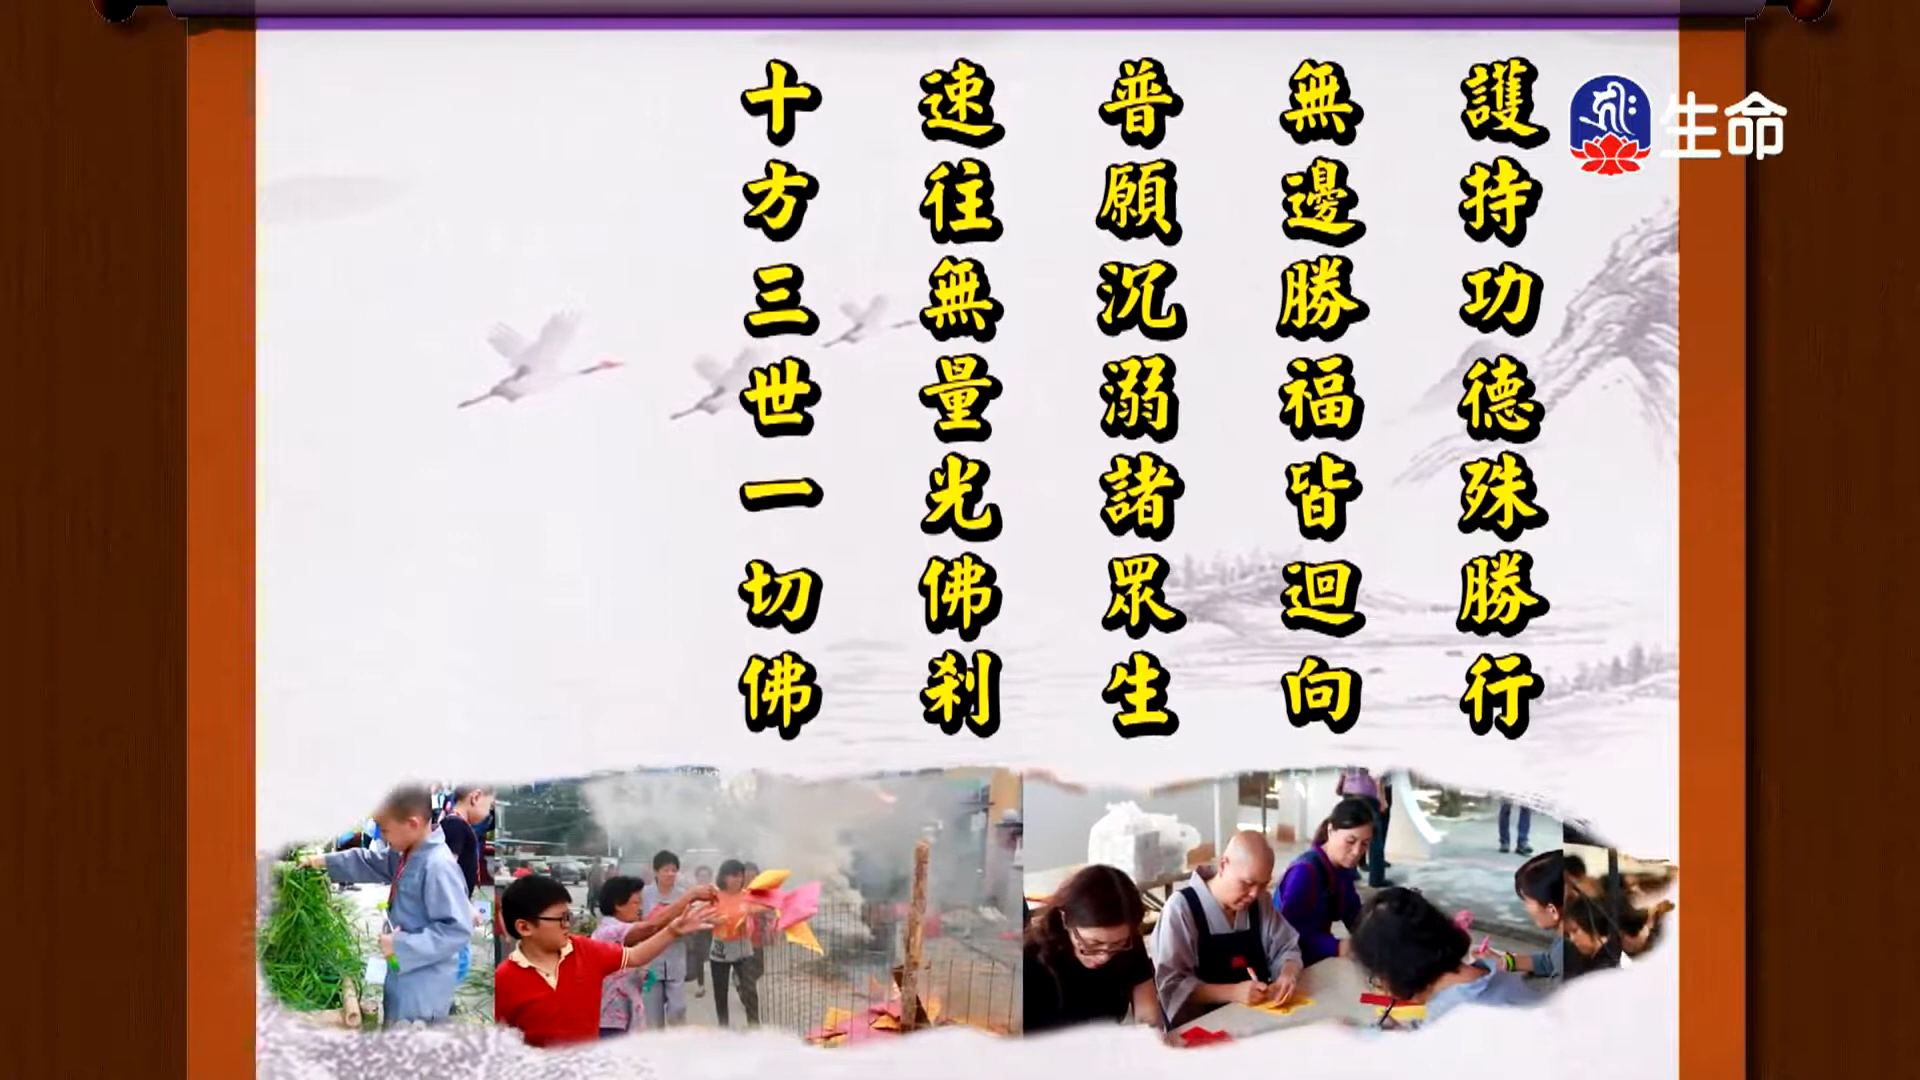 護持功德殊勝行
無邊勝福皆迴向
普願沉溺諸眾生
速往無量光佛剎
十方三世一切佛
生命